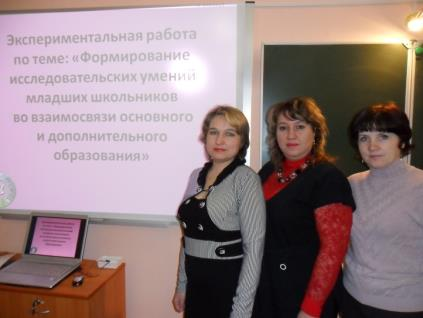 Экспериментальная работа
по теме: «Формирование
исследовательских умений
младших школьников
во взаимосвязи основного
и дополнительного
образования»